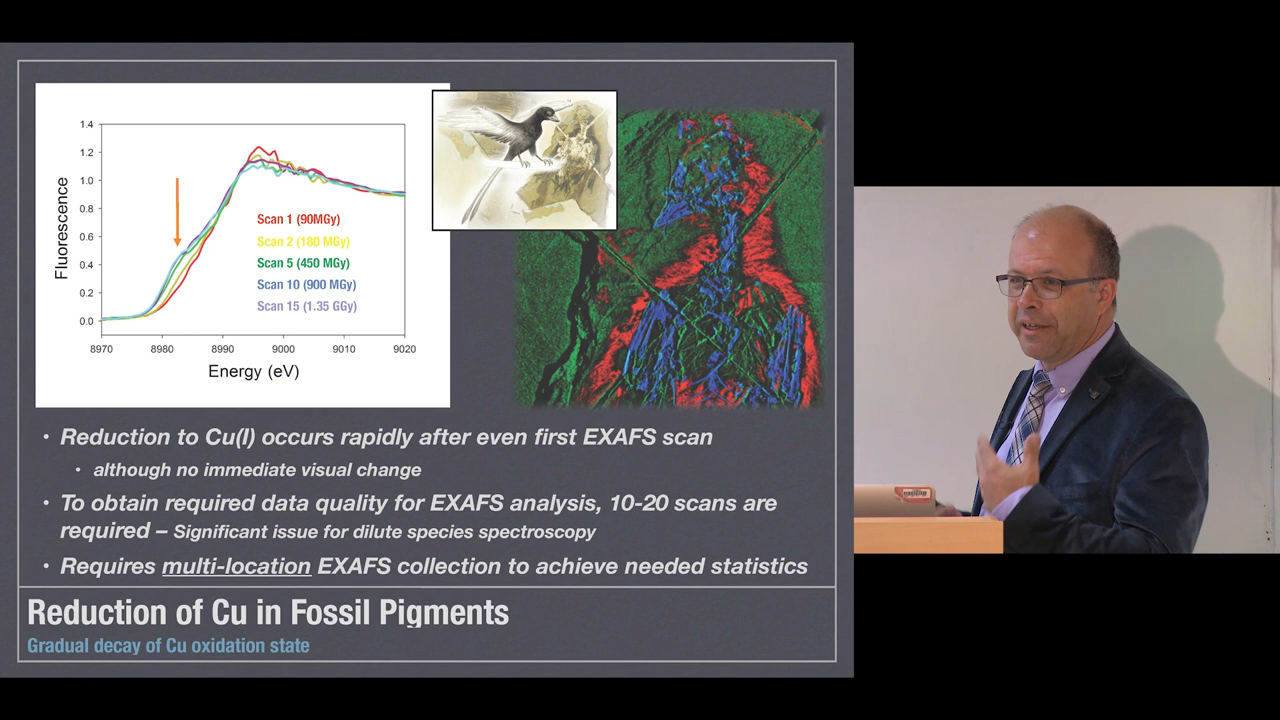 1.4
1.2
1.0
0.8
0.6
0.4
0.2
0.0
Fluorescence
Scan 1 (90MGy)
Scan 2 (180 MGy)
Scan 5 (450 MGy)
Scan 10 (900 MGy)
Scan 15 (1.35 GGy)
8970 8980 8990 9000 9010 9020
Energy (eV)
• Reduction to Cu(I) occurs rapidly after even first EXAFS scan
• although no immediate visual change
• To obtain required data quality for EXAFS analysis, 10-20 scans are
required – Significant issue for dilute species spectroscopy
• Requires multi-location EXAFS collection to achieve needed statistics
Reduction of Cu in Fossil Pigments
Gradual decay of Cu oxidation state